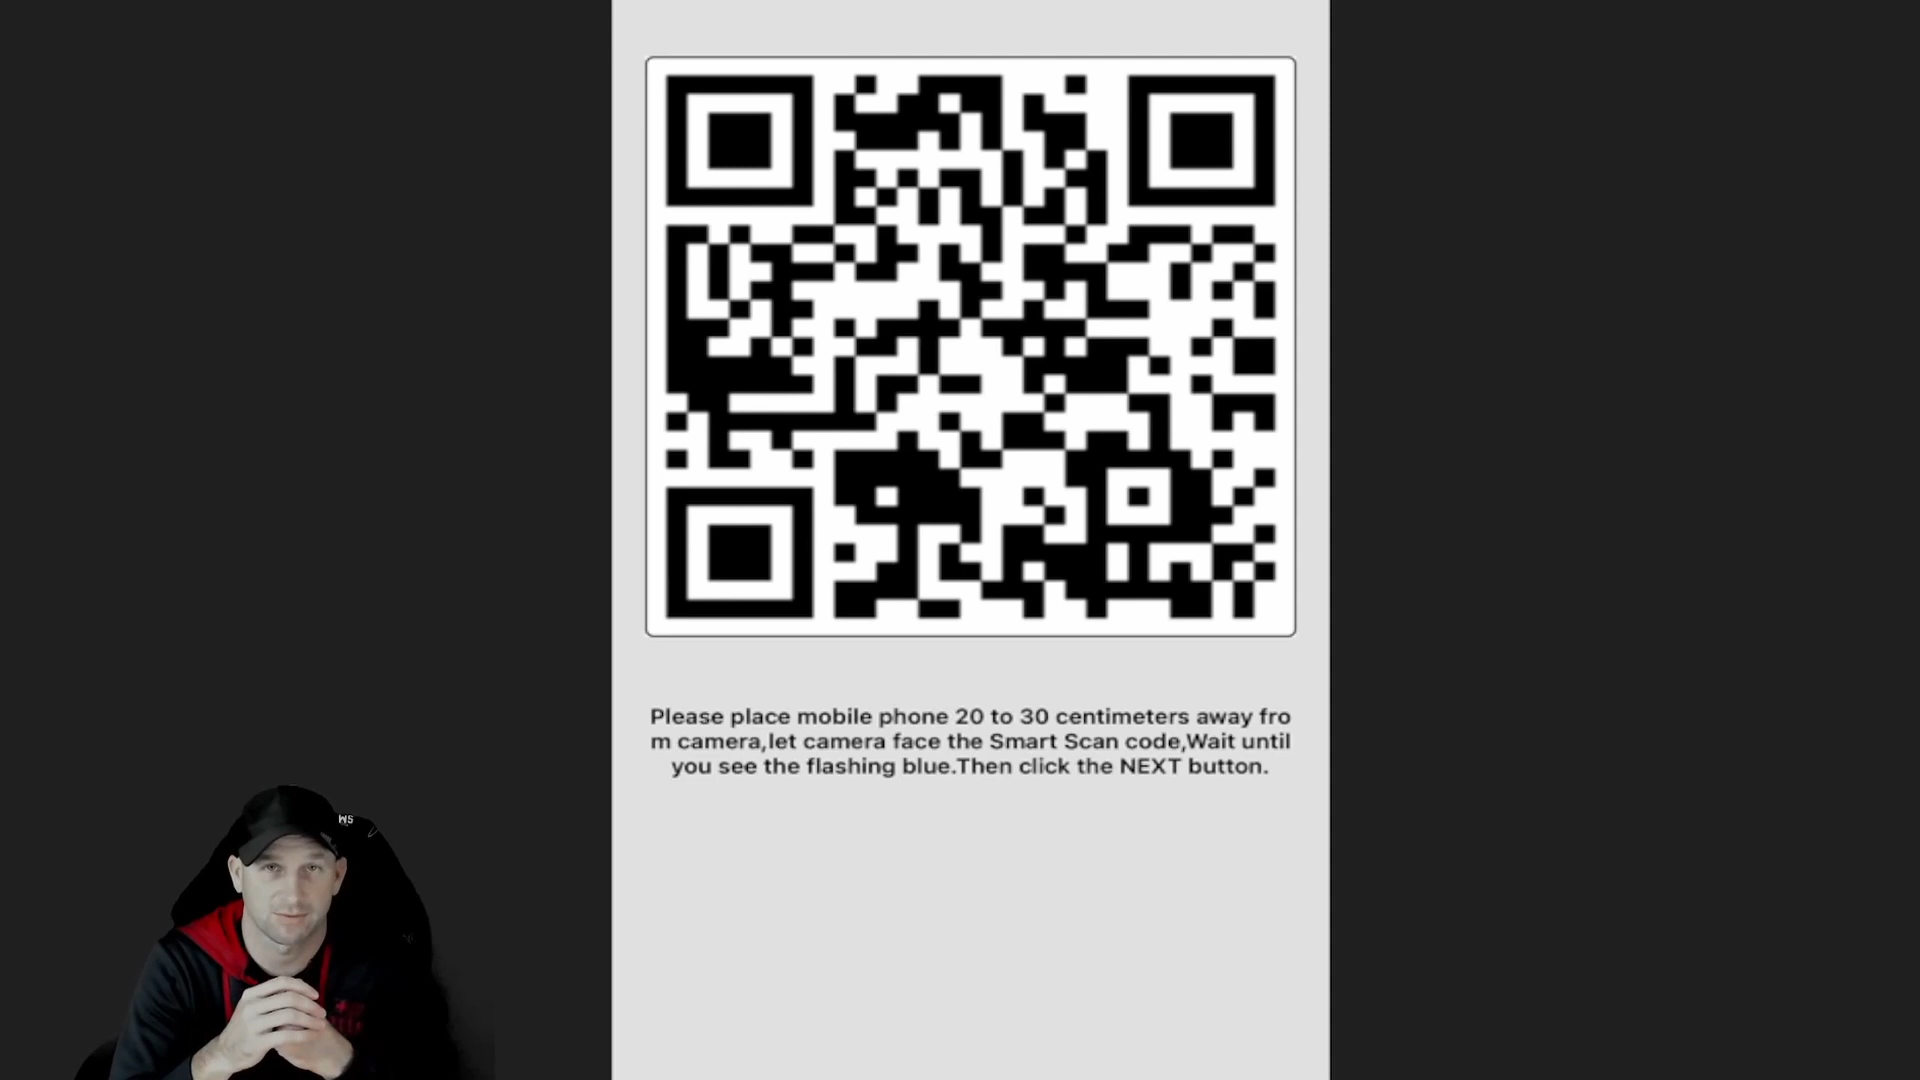 Please place mobile phone 20 to 30 centimeters away fro
m camera,let camera face the Smart Scan code,Wait until
you see the flashing blue.Then click the NEXT button.
WS